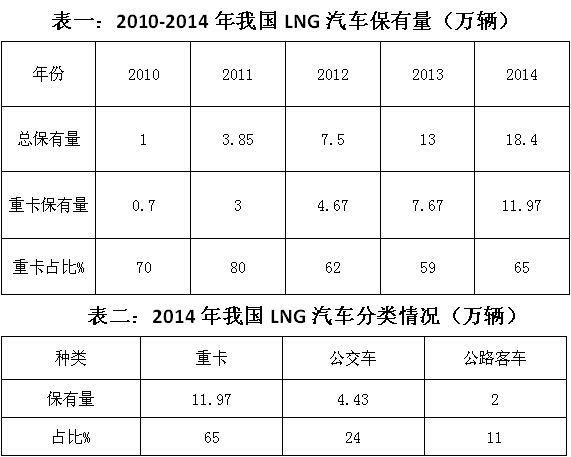 表一：2010-2014 年我国 LNG 汽车保有量（万辆）
年份 2010 2011 2012 2013 2014
总保有量 1 3.85 7.5 13 18.4
重卡保有量 0.7 3 4.67 7.67 11.97
重卡占比% 70 80 62 59 65
表二：2014 年我国 LNG 汽车分类情况（万辆）
种类 重卡 公交车 公路客车
保有量 11.97 4.43 2
占比% 65 24 11